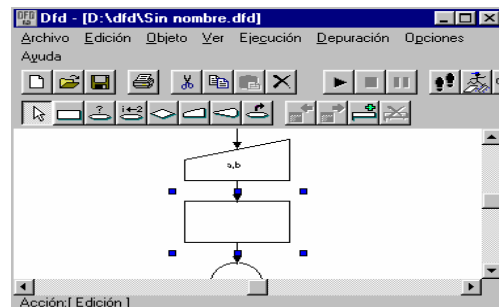 Dfd - [D:\dfd\Sin nombre.dfd]
Archivo Edición Objeto Ver Ejecución Depuración Opciones
Ayuda
a,b
Acción:[ Edición ]